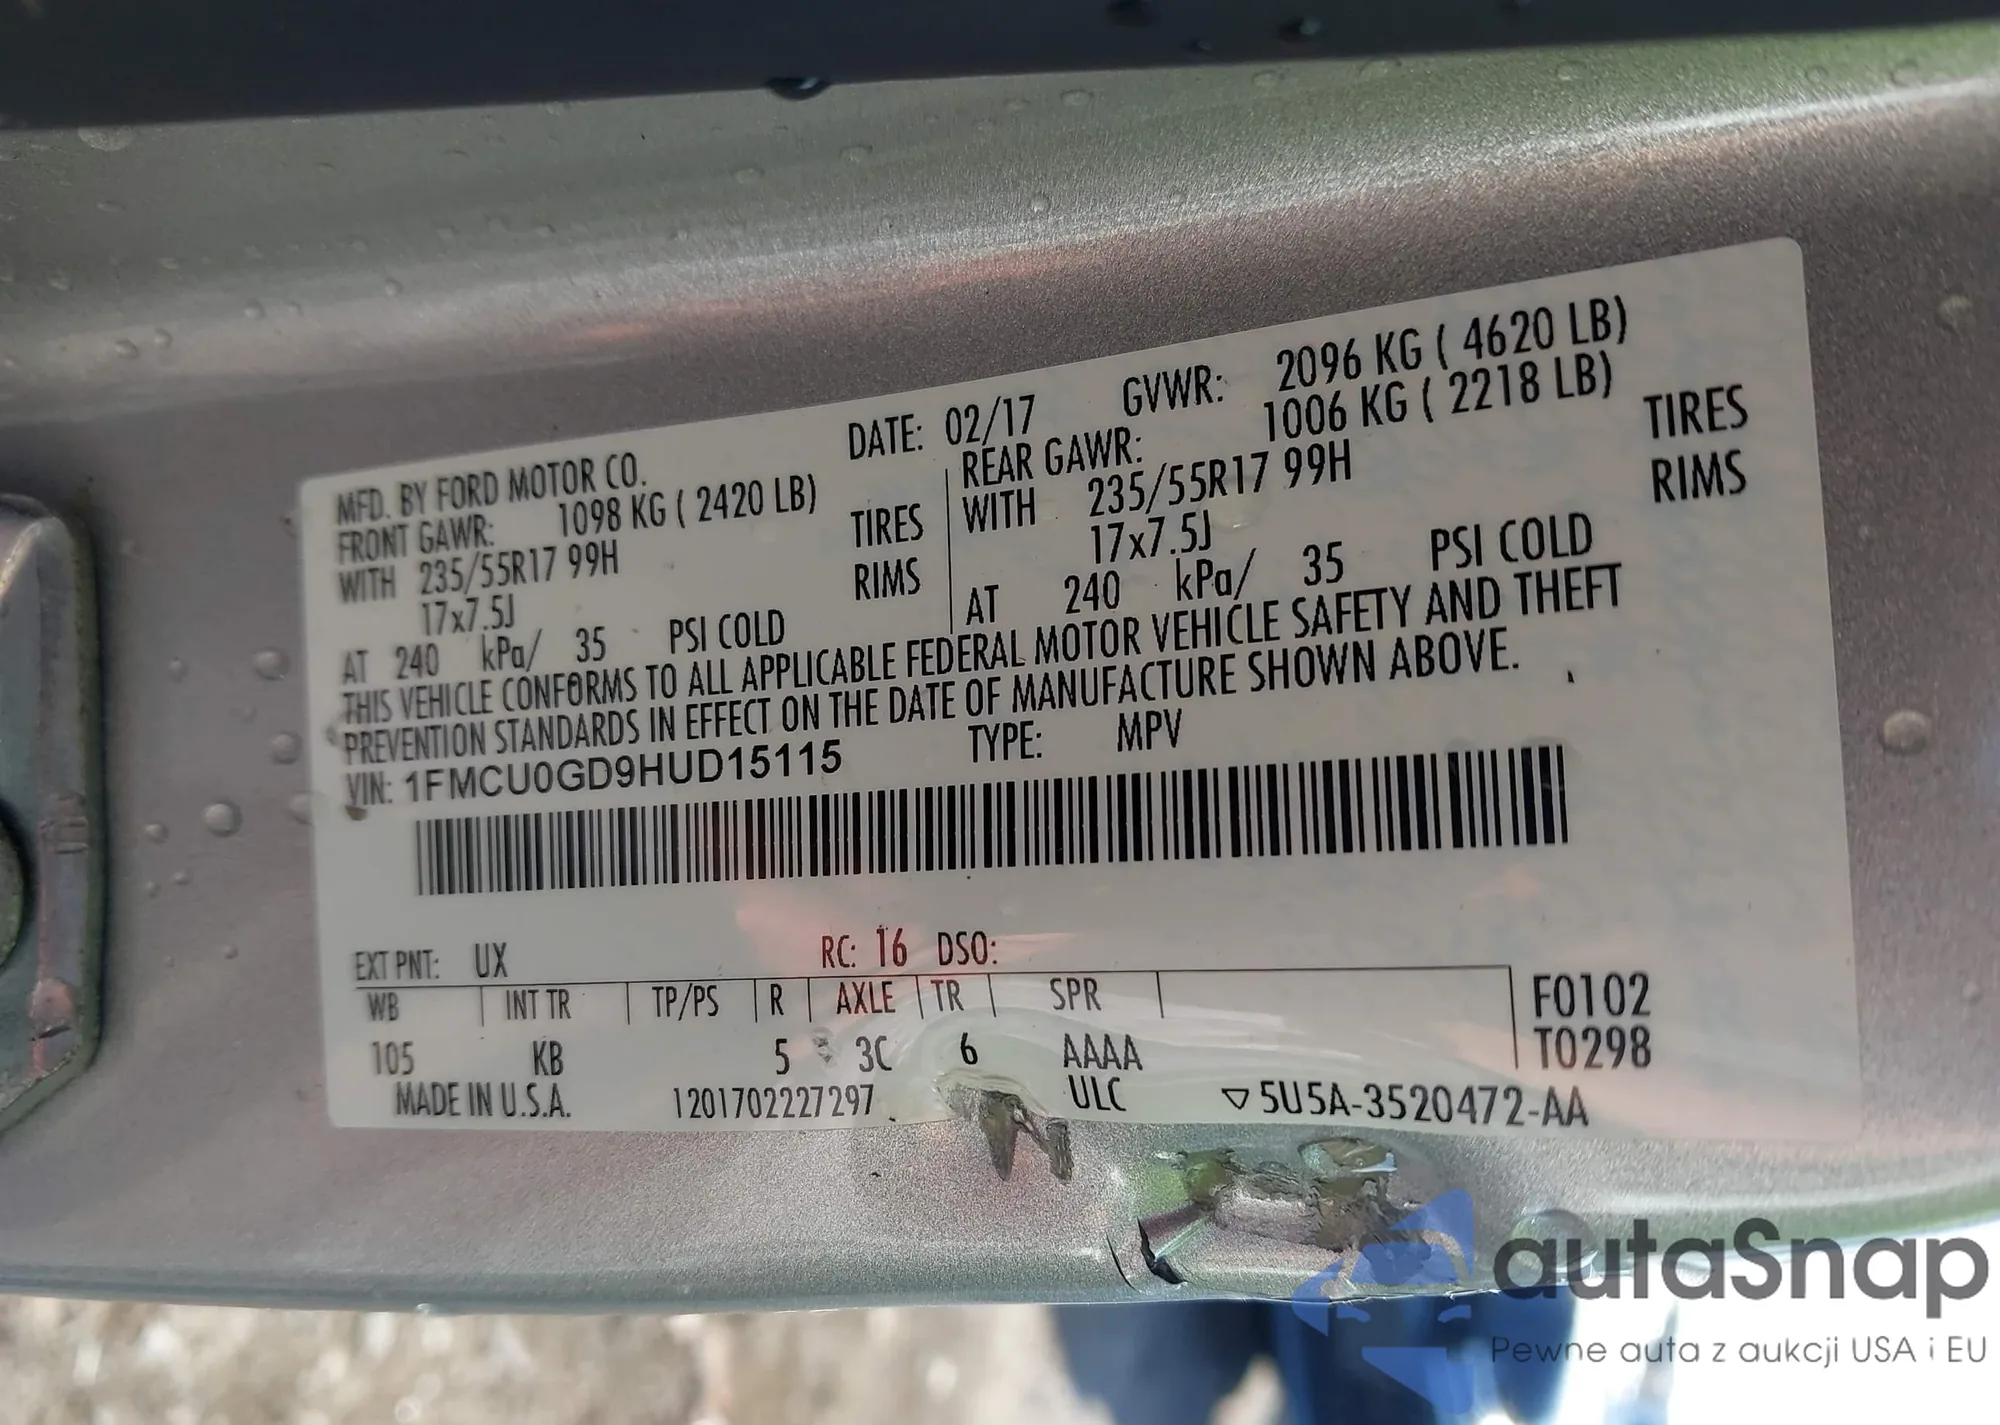 MFD. BY FORD MOTOR CO. DATE: 02/17 GVWR: 2096 KG ( 4620 LB)
FRONT GAWR: 1098 KG ( 2420 LB) REAR GAWR: 1006 KG ( 2218 LB)
WITH 235/55R17 99H TIRES WITH 235/55R17 99H TIRES
17x7.5J RIMS 17x7.5J RIMS
AT 240 kPa/ 35 PSI COLD AT 240 kPa/ 35 PSI COLD
THIS VEHICLE CONFORMS TO ALL APPLICABLE FEDERAL MOTOR VEHICLE SAFETY AND THEFT
PREVENTION STANDARDS IN EFFECT ON THE DATE OF MANUFACTURE SHOWN ABOVE.
VIN: 1FMCU0GD9HUD15115 TYPE: MPV
EXT PNT: UX RC: 16 DSO:
WB INT TR TP/PS R AXLE TR SPR F0102
105 KB 5 3C 6 AAAA T0298
MADE IN U.S.A. 1201702227297 ULC ▽5U5A-3520472-AA
autaSnap
Pewne auta z aukcji USA i EU